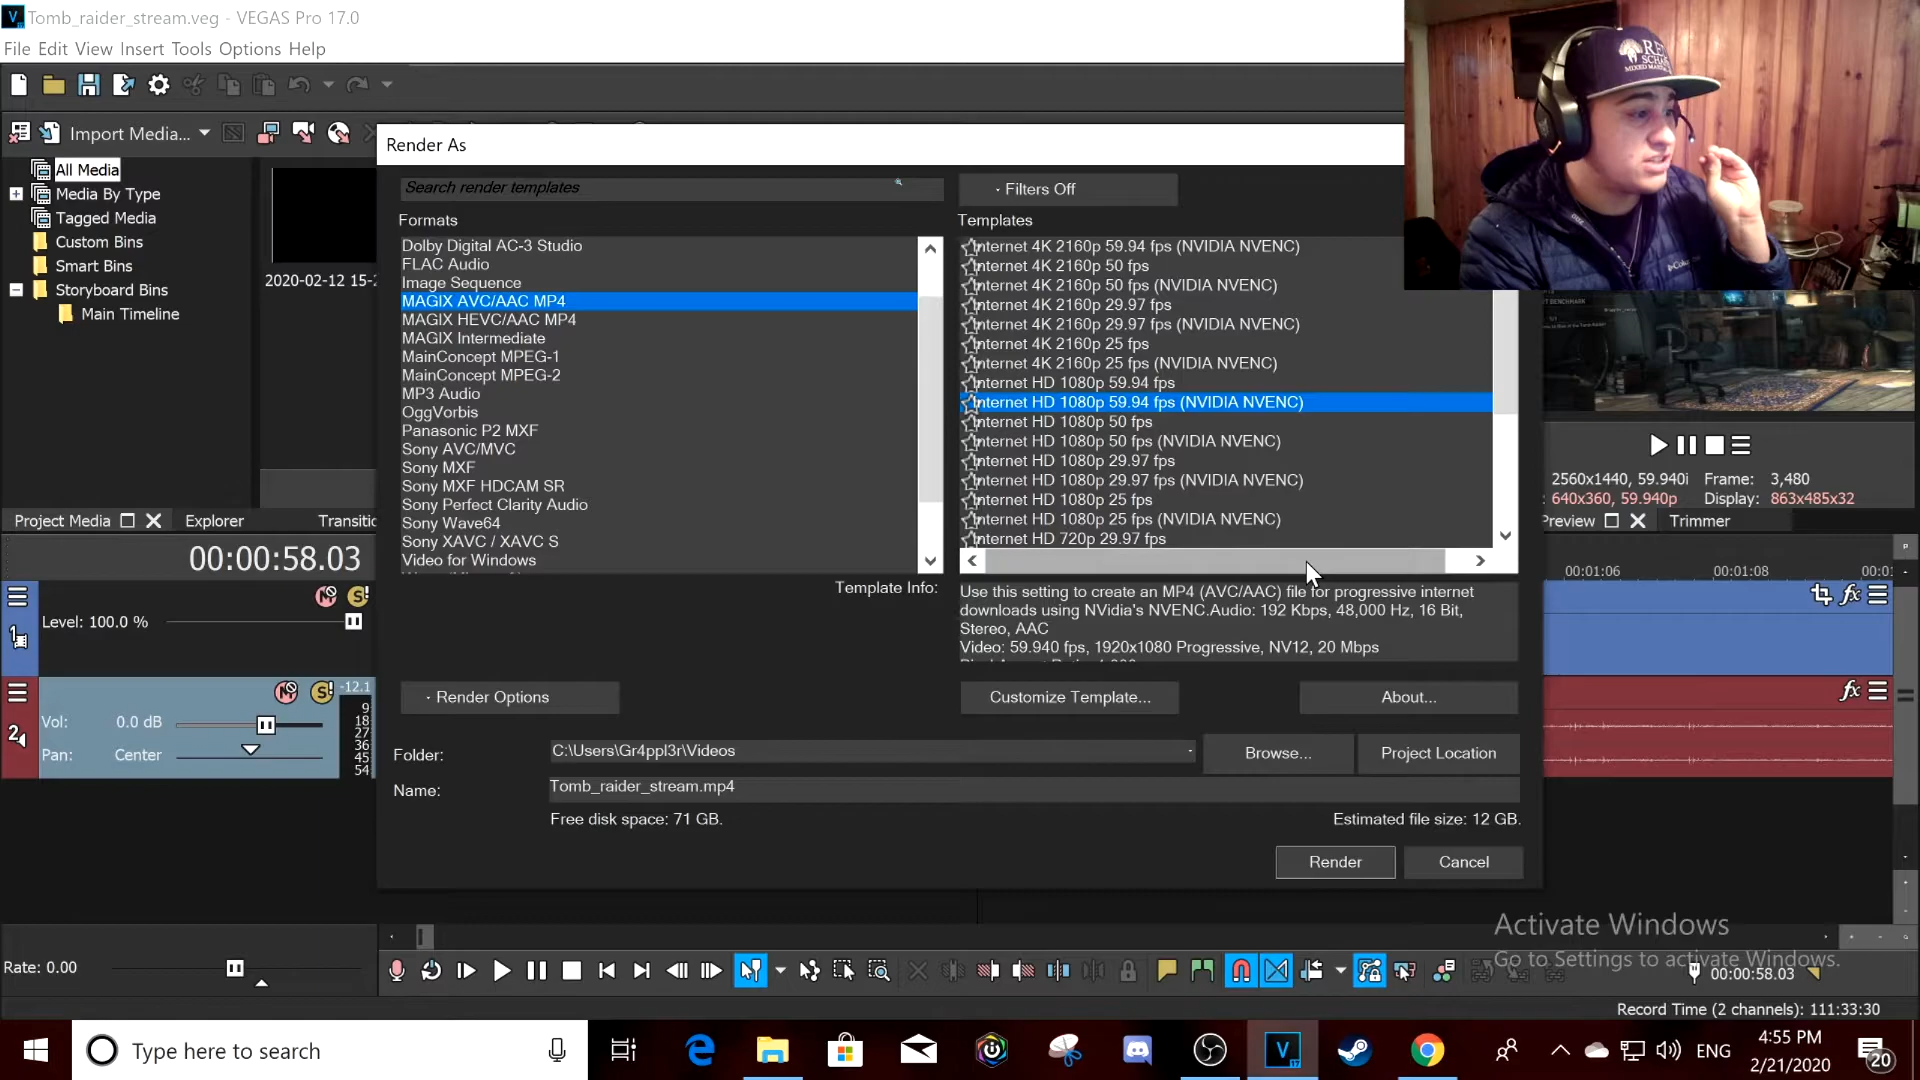 Tomb_raider_stream.veg - VEGAS Pro 17.0
File Edit View Insert Tools Options Help
Import Media...
All Media
Media By Type
Tagged Media
Custom Bins
Smart Bins
Storyboard Bins
Main Timeline
2020-02-12 15-2
Project Media
Explorer
Transitio
Render As
Search render templates
Filters Off
Formats
Dolby Digital AC-3 Studio
FLAC Audio
Image Sequence
MAGIX AVC/AAC MP4
MAGIX HEVC/AAC MP4
MAGIX Intermediate
MainConcept MPEG-1
MainConcept MPEG-2
MP3 Audio
OggVorbis
Panasonic P2 MXF
Sony AVC/MVC
Sony MXF
Sony MXF HDCAM SR
Sony Perfect Clarity Audio
Sony Wave64
Sony XAVC / XAVC S
Video for Windows
Templates
Internet 4K 2160p 59.94 fps (NVIDIA NVENC)
Internet 4K 2160p 50 fps
Internet 4K 2160p 50 fps (NVIDIA NVENC)
Internet 4K 2160p 29.97 fps
Internet 4K 2160p 29.97 fps (NVIDIA NVENC)
Internet 4K 2160p 25 fps
Internet 4K 2160p 25 fps (NVIDIA NVENC)
Internet HD 1080p 59.94 fps
Internet HD 1080p 59.94 fps (NVIDIA NVENC)
Internet HD 1080p 50 fps
Internet HD 1080p 50 fps (NVIDIA NVENC)
Internet HD 1080p 29.97 fps
Internet HD 1080p 29.97 fps (NVIDIA NVENC)
Internet HD 1080p 25 fps
Internet HD 1080p 25 fps (NVIDIA NVENC)
Internet HD 720p 29.97 fps
Template Info:
Use this setting to create an MP4 (AVC/AAC) file for progressive internet
downloads using NVidia's NVENC.Audio: 192 Kbps, 48,000 Hz, 16 Bit,
Stereo, AAC
Video: 59.940 fps, 1920x1080 Progressive, NV12, 20 Mbps
Render Options
Customize Template...
About...
Folder:
C:\Users\Gr4ppl3r\Videos
Browse...
Project Location
Name:
Tomb_raider_stream.mp4
Free disk space: 71 GB.
Estimated file size: 12 GB.
Render
Cancel
2560x1440, 59.940i
Frame: 3,480
640x360, 59.940p
Display: 863x485x32
Preview
Trimmer
00:00:58.03
00:01:06
00:01:08
00:01
1
Level: 100.0 %
2
Vol: 0.0 dB
Pan: Center
-12.1
9
18
27
36
45
54
Rate: 0.00
Activate Windows
Go to Settings to activate Windows.
00:00:58.03
Record Time (2 channels): 111:33:30
Type here to search
ENG
4:55 PM
2/21/2020
20